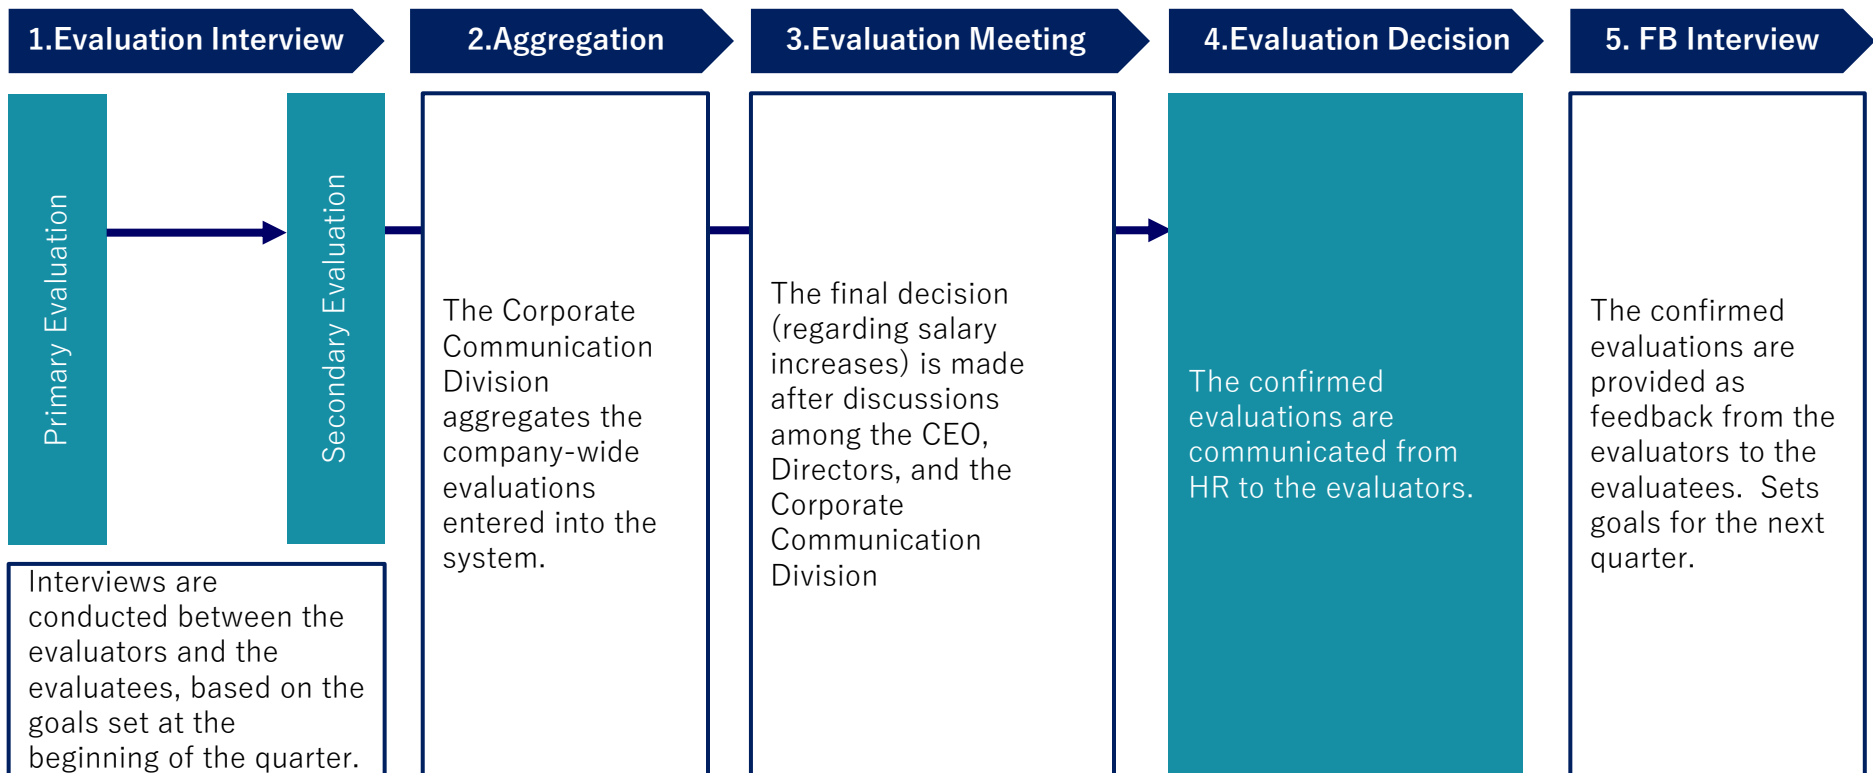 1.Evaluation Interview
2.Aggregation
3.Evaluation Meeting
4.Evaluation Decision
5. FB Interview
Primary Evaluation
Secondary Evaluation
Interviews are
conducted between the
evaluators and the
evaluatees, based on the
goals set at the
beginning of the quarter.
The Corporate
Communication
Division
aggregates the
company-wide
evaluations
entered into the
system.
The final decision
(regarding salary
increases) is made
after discussions
among the CEO,
Directors, and the
Corporate
Communication
Division
The confirmed
evaluations are
communicated from
HR to the evaluators.
The confirmed
evaluations are
provided as
feedback from the
evaluators to the
evaluatees.  Sets
goals for the next
quarter.